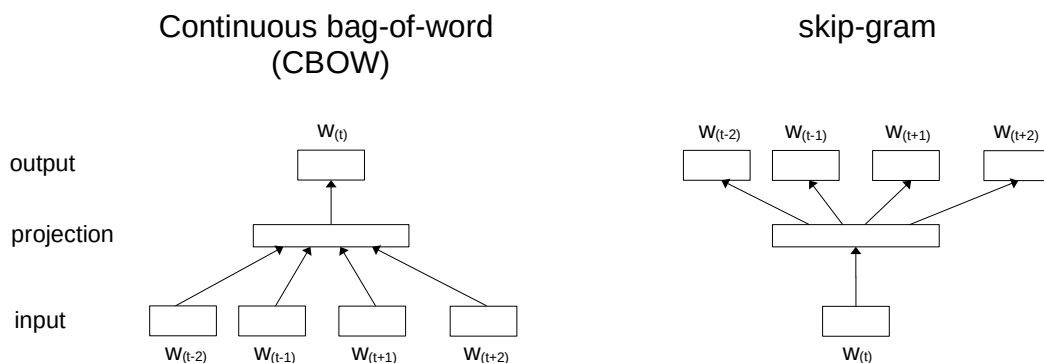 Continuous bag-of-word
(CBOW)
skip-gram
w(t)
w(t-2) w(t-1) w(t+1) w(t+2)
output
projection
input
w(t-2) w(t-1) w(t+1) w(t+2)
w(t)